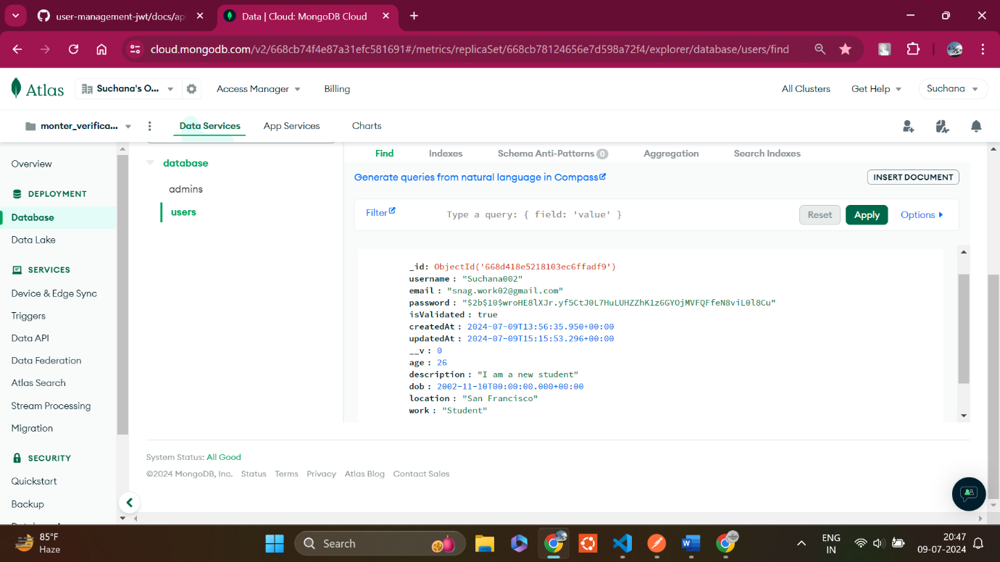 user-management-jwt/docs/api
Data | Cloud: MongoDB Cloud
cloud.mongodb.com/v2/668cb74f4e87a31efc581691#/metrics/replicaSet/668cb78124656e7d598a72f4/explorer/database/users/find
Atlas
Suchana's O...
Access Manager
Billing
All Clusters
Get Help
Suchana
monter_verifica...
Data Services
App Services
Charts
Overview
DEPLOYMENT
Database
Data Lake
SERVICES
Device & Edge Sync
Triggers
Data API
Data Federation
Atlas Search
Stream Processing
Migration
SECURITY
Quickstart
Backup
database
admins
users
Find
Indexes
Schema Anti-Patterns 0
Aggregation
Search Indexes
Generate queries from natural language in Compass
INSERT DOCUMENT
Filter
Type a query: { field: 'value' }
Reset
Apply
Options
_id: ObjectId('668d418e5218103ec6ffadf9')
username : "Suchana002"
email : "snag.work02@gmail.com"
password : "$2b$10$wroHE8lXJr.yf5CtJ0L7HuLUHZZhK1z6GYOjMVFQFfeN8viL0l8Cu"
isValidated : true
createdAt : 2024-07-09T13:56:35.950+00:00
updatedAt : 2024-07-09T15:15:53.296+00:00
__v : 0
age : 26
description : "I am a new student"
dob : 2002-11-10T00:00:00.000+00:00
location : "San Francisco"
work : "Student"
System Status: All Good
©2024 MongoDB, Inc. Status Terms Privacy Atlas Blog Contact Sales
85°F
Haze
Search
ENG
IN
20:47
09-07-2024